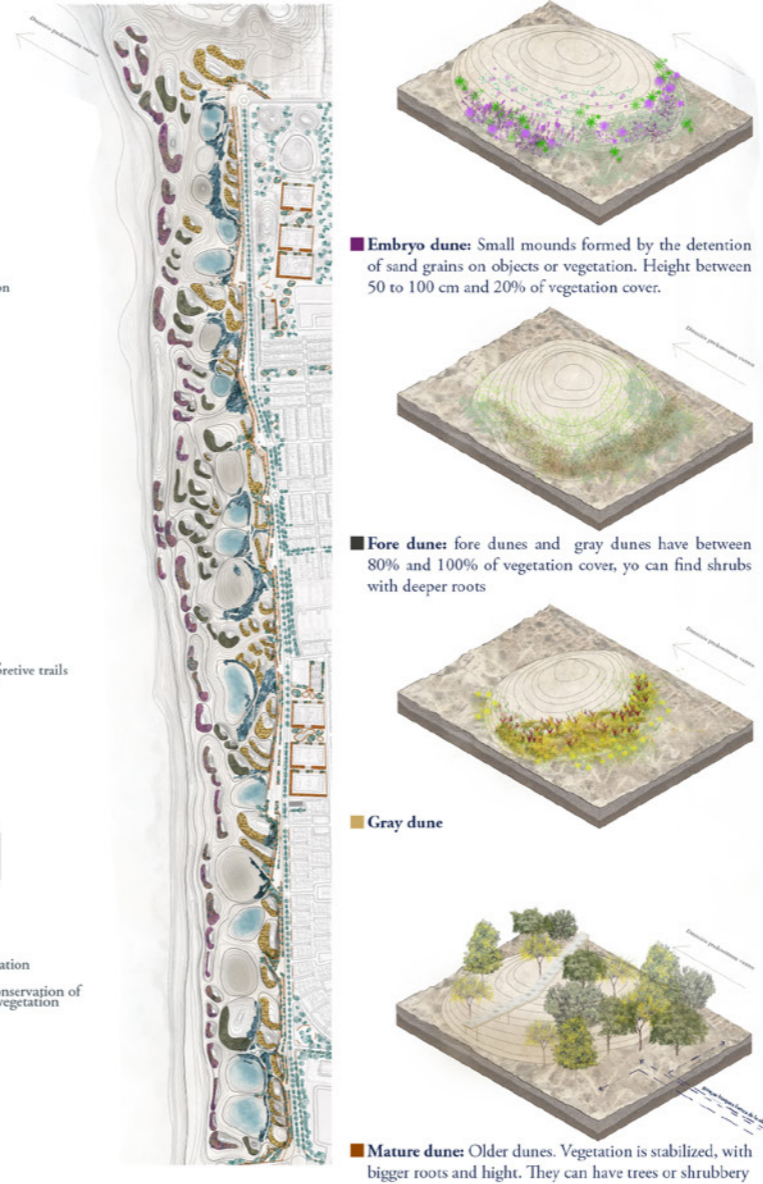 Embryo dune: Small mounds formed by the detention
of sand grains on objects or vegetation. Height between
50 to 100 cm and 20% of vegetation cover.
on
Fore dune: fore dunes and gray dunes have between
80% and 100% of vegetation cover, yo can find shrubs
with deeper roots
retive trails
Gray dune
ation
nservation of
vegetation
Mature dune: Older dunes. Vegetation is stabilized, with
bigger roots and hight. They can have trees or shrubbery